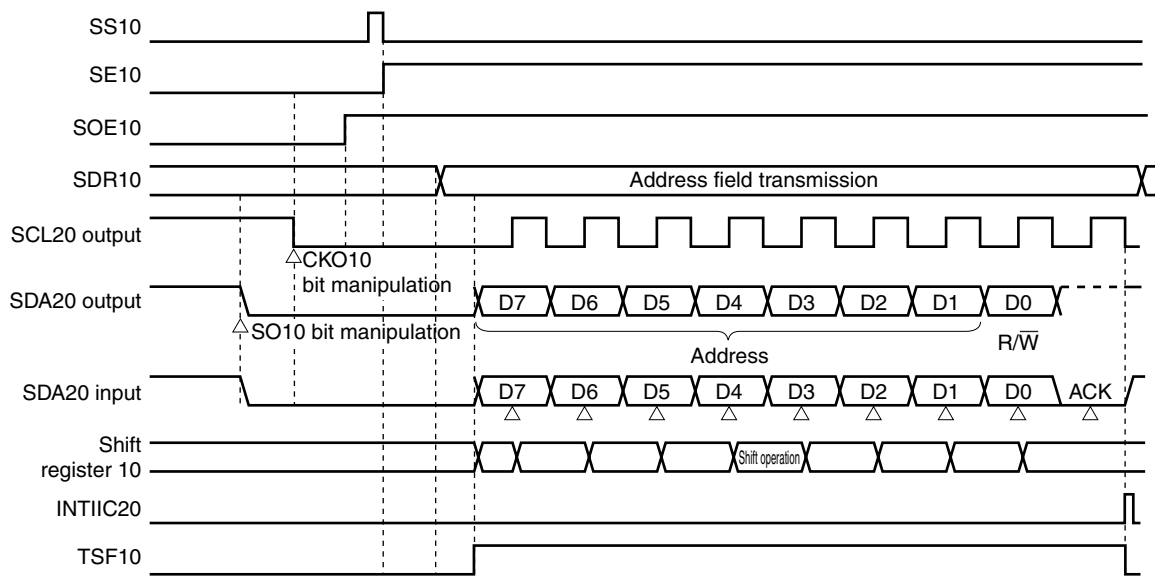 SS10
SE10
SOE10
SDR10
Address field transmission
SCL20 output
CKO10
bit manipulation
SDA20 output
D7 D6 D5 D4 D3 D2 D1 D0
SO10 bit manipulation
Address
R/W̅
SDA20 input
D7 D6 D5 D4 D3 D2 D1 D0 ACK
Shift
register 10
Shift operation
INTIIC20
TSF10